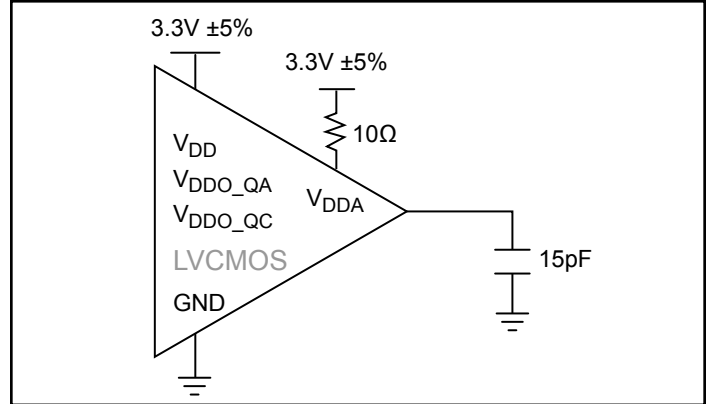 3.3V ±5%
3.3V ±5%
10Ω
VDD
VDDO_QA
VDDA
VDDO_QC
LVCMOS
15pF
GND